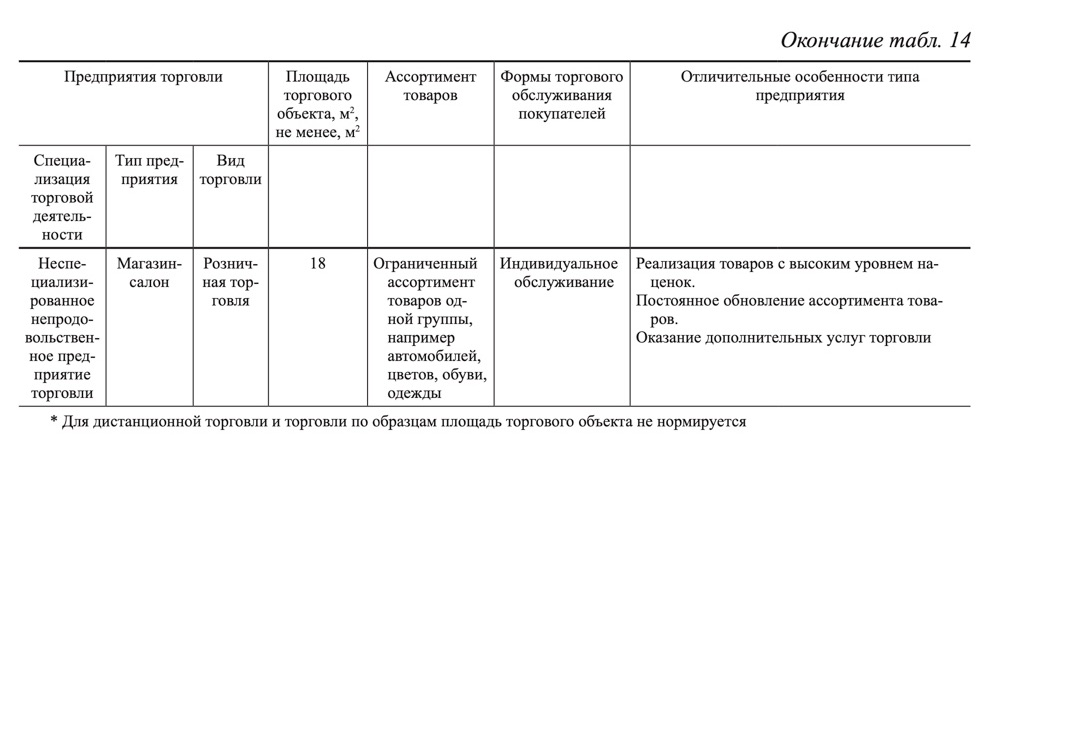 Окончание табл. 14
Предприятия торговли
Площадь
торгового
объекта, м²,
не менее, м²
Ассортимент
товаров
Формы торгового
обслуживания
покупателей
Отличительные особенности типа
предприятия
Специа-
лизация
торговой
деятель-
ности
Тип пред-
приятия
Вид
торговли
Неспе-
циализи-
рованное
непродо-
вольствен-
ное пред-
приятие
торговли
Магазин-
салон
Рознич-
ная тор-
говля
18
Ограниченный
ассортимент
товаров од-
ной группы,
например
автомобилей,
цветов, обуви,
одежды
Индивидуальное
обслуживание
Реализация товаров с высоким уровнем на-
ценок.
Постоянное обновление ассортимента това-
ров.
Оказание дополнительных услуг торговли
* Для дистанционной торговли и торговли по образцам площадь торгового объекта не нормируется